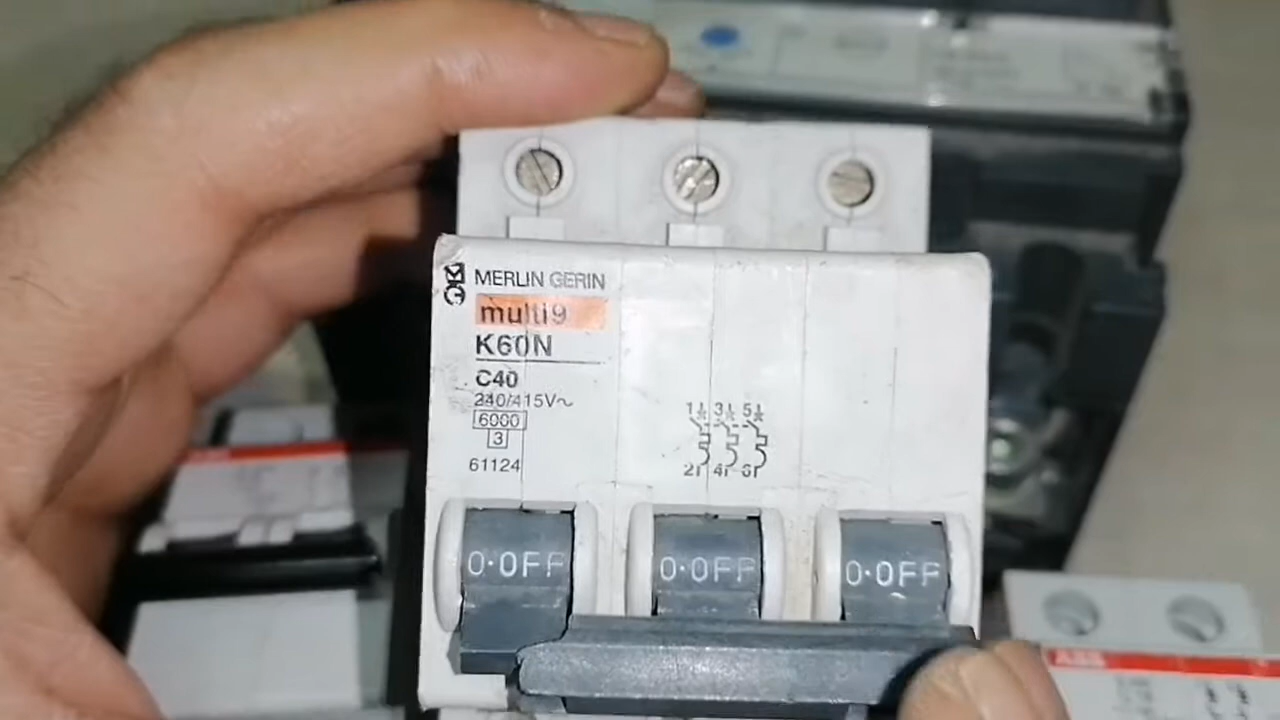 MERLIN GERIN
multi9
K60N
C40
240/415V~
6000
3
61124
1 3 5
2 4 6
O·OFF O·OFF O·OFF
ABB